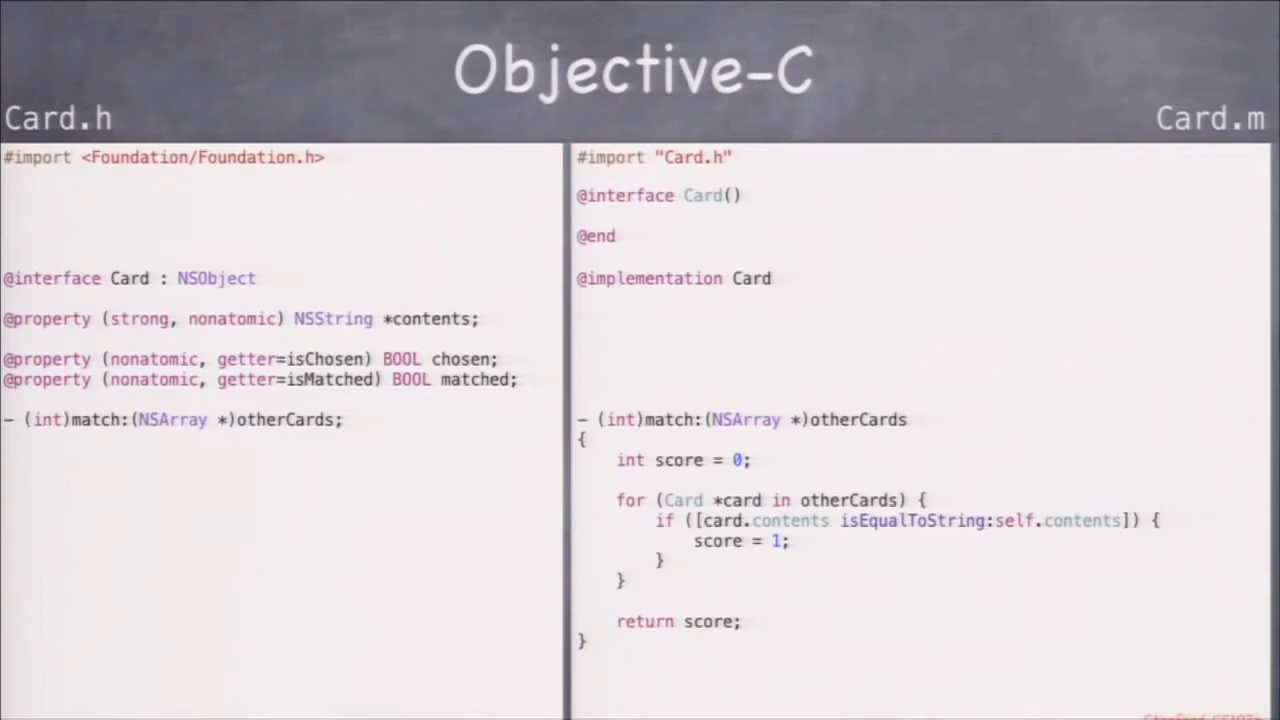 Objective-C
Card.h
Card.m
#import <Foundation/Foundation.h>
@interface Card : NSObject
@property (strong, nonatomic) NSString *contents;
@property (nonatomic, getter=isChosen) BOOL chosen;
@property (nonatomic, getter=isMatched) BOOL matched;
- (int)match:(NSArray *)otherCards;
#import "Card.h"
@interface Card()
@end
@implementation Card
- (int)match:(NSArray *)otherCards
{
int score = 0;
for (Card *card in otherCards) {
if ([card.contents isEqualToString:self.contents]) {
score = 1;
}
}
return score;
}